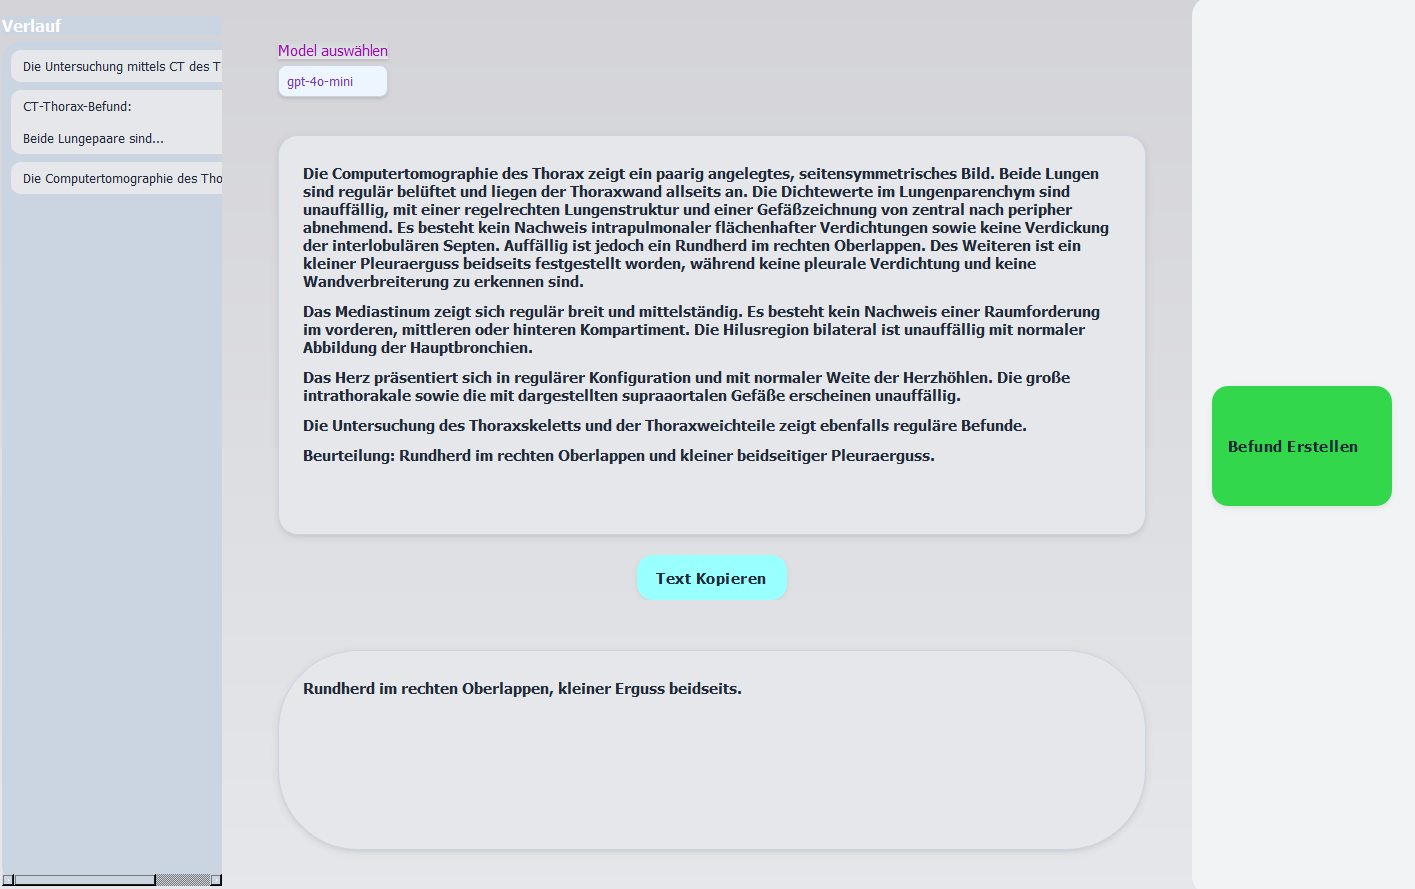 Verlauf
Die Untersuchung mittels CT des T
CT-Thorax-Befund:
Beide Lungepaare sind...
Die Computertomographie des Tho
Model auswählen
gpt-4o-mini
Die Computertomographie des Thorax zeigt ein paarig angelegtes, seitensymmetrisches Bild. Beide Lungen
sind regulär belüftet und liegen der Thoraxwand allseits an. Die Dichtewerte im Lungenparenchym sind
unauffällig, mit einer regelrechten Lungenstruktur und einer Gefäßzeichnung von zentral nach peripher
abnehmend. Es besteht kein Nachweis intrapulmonaler flächenhafter Verdichtungen sowie keine Verdickung
der interlobulären Septen. Auffällig ist jedoch ein Rundherd im rechten Oberlappen. Des Weiteren ist ein
kleiner Pleuraerguss beidseits festgestellt worden, während keine pleurale Verdichtung und keine
Wandverbreiterung zu erkennen sind.
Das Mediastinum zeigt sich regulär breit und mittelständig. Es besteht kein Nachweis einer Raumforderung
im vorderen, mittleren oder hinteren Kompartiment. Die Hilusregion bilateral ist unauffällig mit normaler
Abbildung der Hauptbronchien.
Das Herz präsentiert sich in regulärer Konfiguration und mit normaler Weite der Herzhöhlen. Die große
intrathorakale sowie die mit dargestellten supraaortalen Gefäße erscheinen unauffällig.
Die Untersuchung des Thoraxskeletts und der Thoraxweichteile zeigt ebenfalls reguläre Befunde.
Beurteilung: Rundherd im rechten Oberlappen und kleiner beidseitiger Pleuraerguss.
Text Kopieren
Rundherd im rechten Oberlappen, kleiner Erguss beidseits.
Befund Erstellen